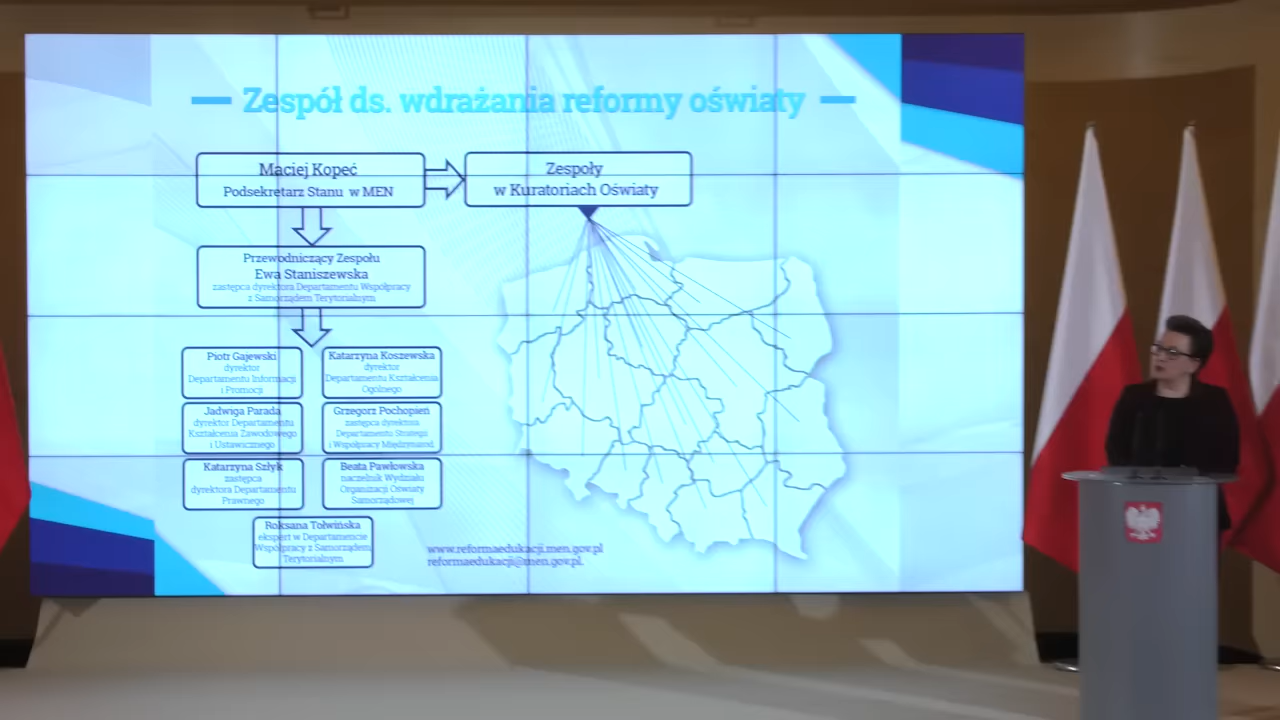 Zespół ds. wdrażania reformy oświaty
Maciej Kopeć
Podsekretarz Stanu w MEN
Zespoły
w Kuratoriach Oświaty
Przewodniczący Zespołu
Ewa Staniszewska
zastępca dyrektora Departamentu Współpracy
z Samorządem Terytorialnym
Piotr Gajewski
dyrektor
Departamentu Informacji
i Promocji
Katarzyna Koszewska
dyrektor
Departamentu Kształcenia
Ogólnego
Jadwiga Parada
dyrektor Departamentu
Kształcenia Zawodowego
i Ustawicznego
Grzegorz Pochopień
zastępca dyrektora
Departamentu Strategii
i Współpracy Międzynarod.
Katarzyna Szłyk
zastępca
dyrektora Departamentu
Prawnego
Beata Pawłowska
naczelnik Wydziału
Organizacji Oświaty
Samorządowej
Roksana Tołwińska
ekspert w Departamencie
Współpracy z Samorządem
Terytorialnym
www.reformaedukacji.men.gov.pl
reformaedukacji@men.gov.pl.